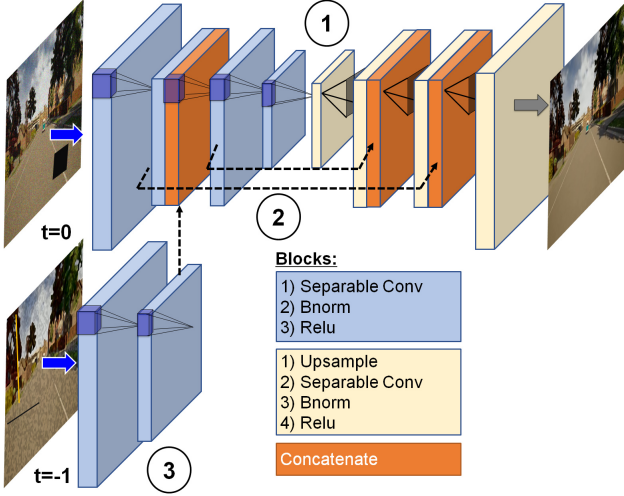 1
2
t=0
Blocks:
1) Separable Conv
2) Bnorm
3) Relu
1) Upsample
2) Separable Conv
3) Bnorm
4) Relu
Concatenate
t=-1
3